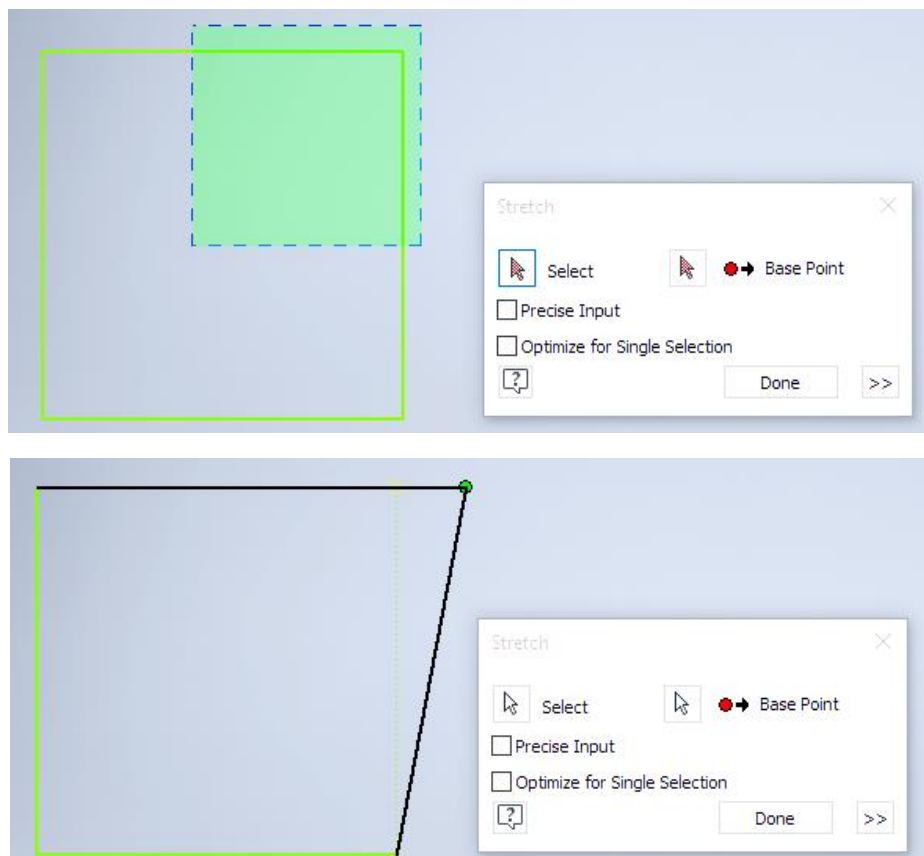 Stretch
Select
Base Point
Precise Input
Optimize for Single Selection
?
Done
>>
Stretch
Select
Base Point
Precise Input
Optimize for Single Selection
?
Done
>>